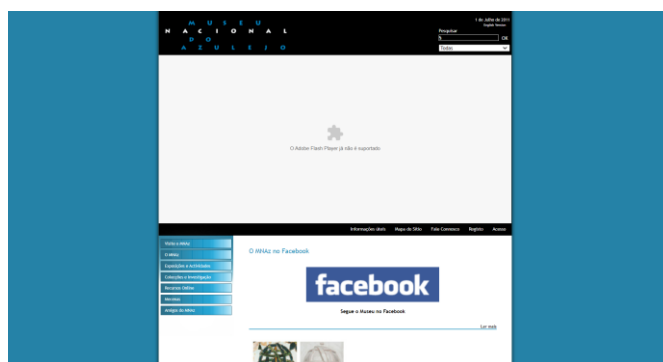 M U S E U
N A C I O N A L
D O
A Z U L E J O
1 de Julho de 2011
English Version
Pesquisar
OK
Todos
O Adobe Flash Player já não é suportado
Informações úteis Mapa do Sítio Fale Connosco Registo Acesso
Visite o MNAz
O MNAz
Exposições e Actividades
Colecções e Investigação
Recursos Online
Mecenas
Amigos do MNAz
O MNAz no Facebook
facebook
Segue o Museu no Facebook
Ler mais